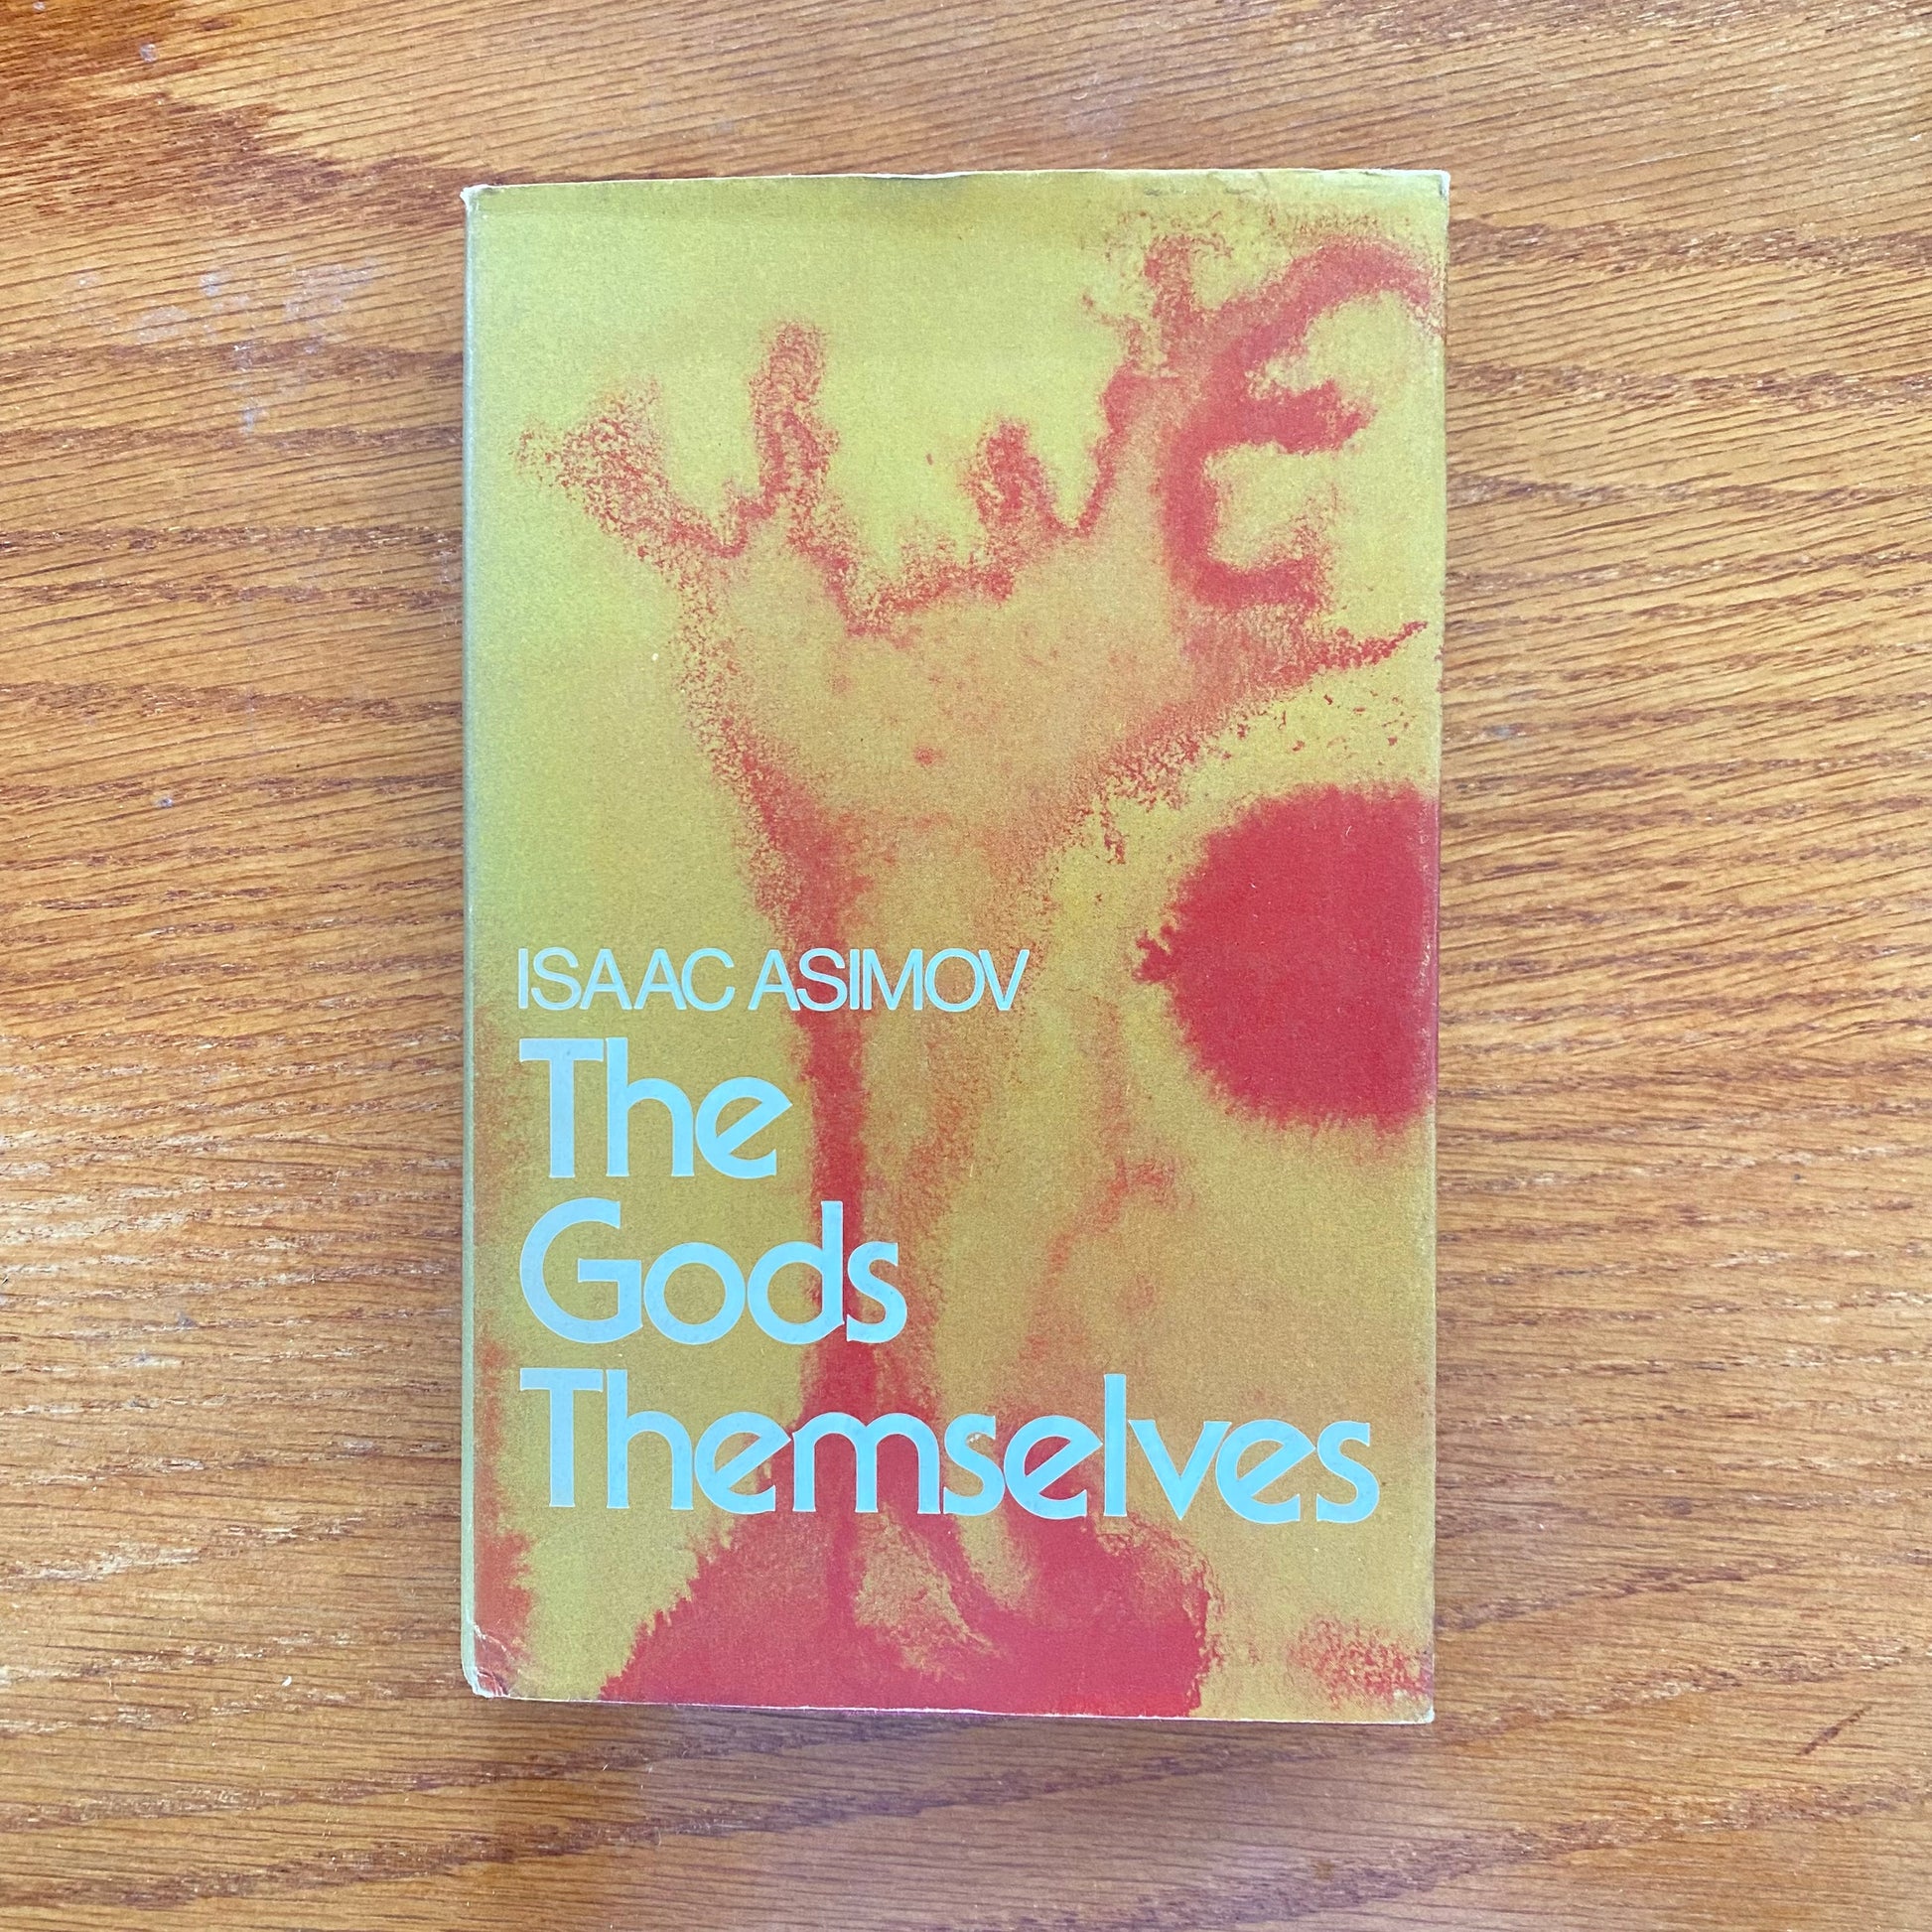 ISAAC ASIMOV
The
Gods
Themselves